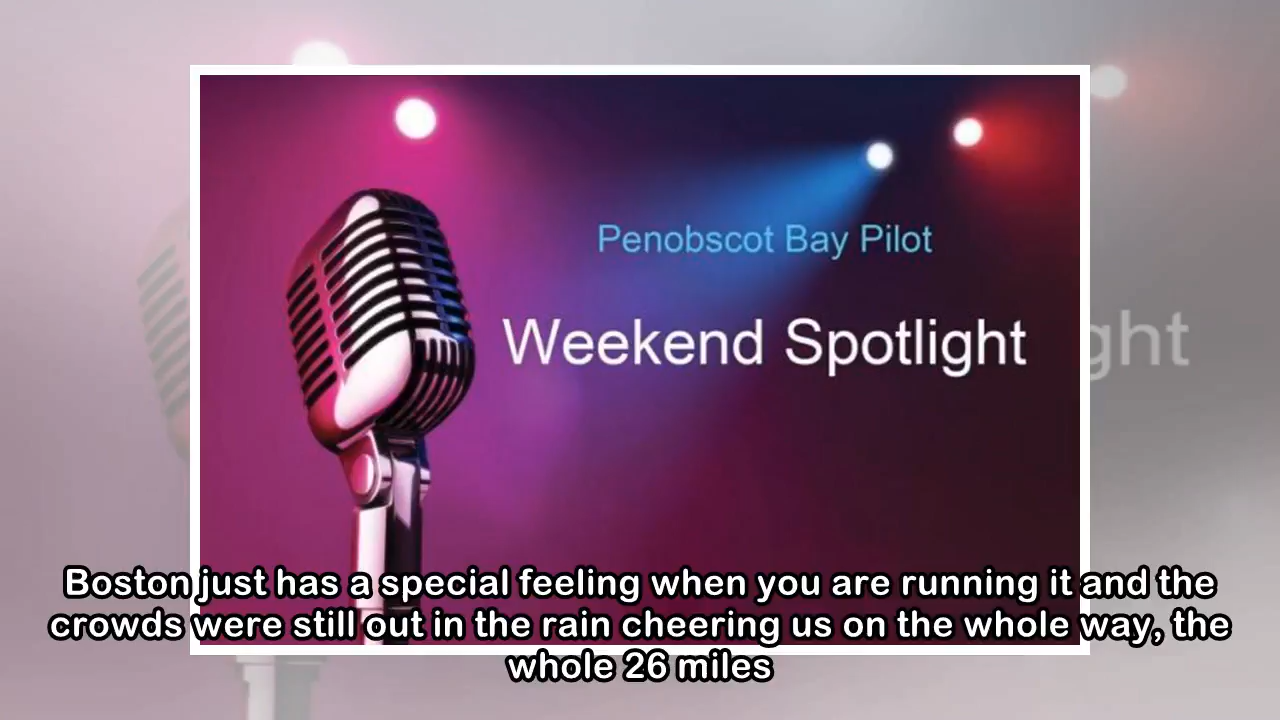 Penobscot Bay Pilot
Weekend Spotlight
ght
Boston just has a special feeling when you are running it and the
crowds were still out in the rain cheering us on the whole way, the
whole 26 miles